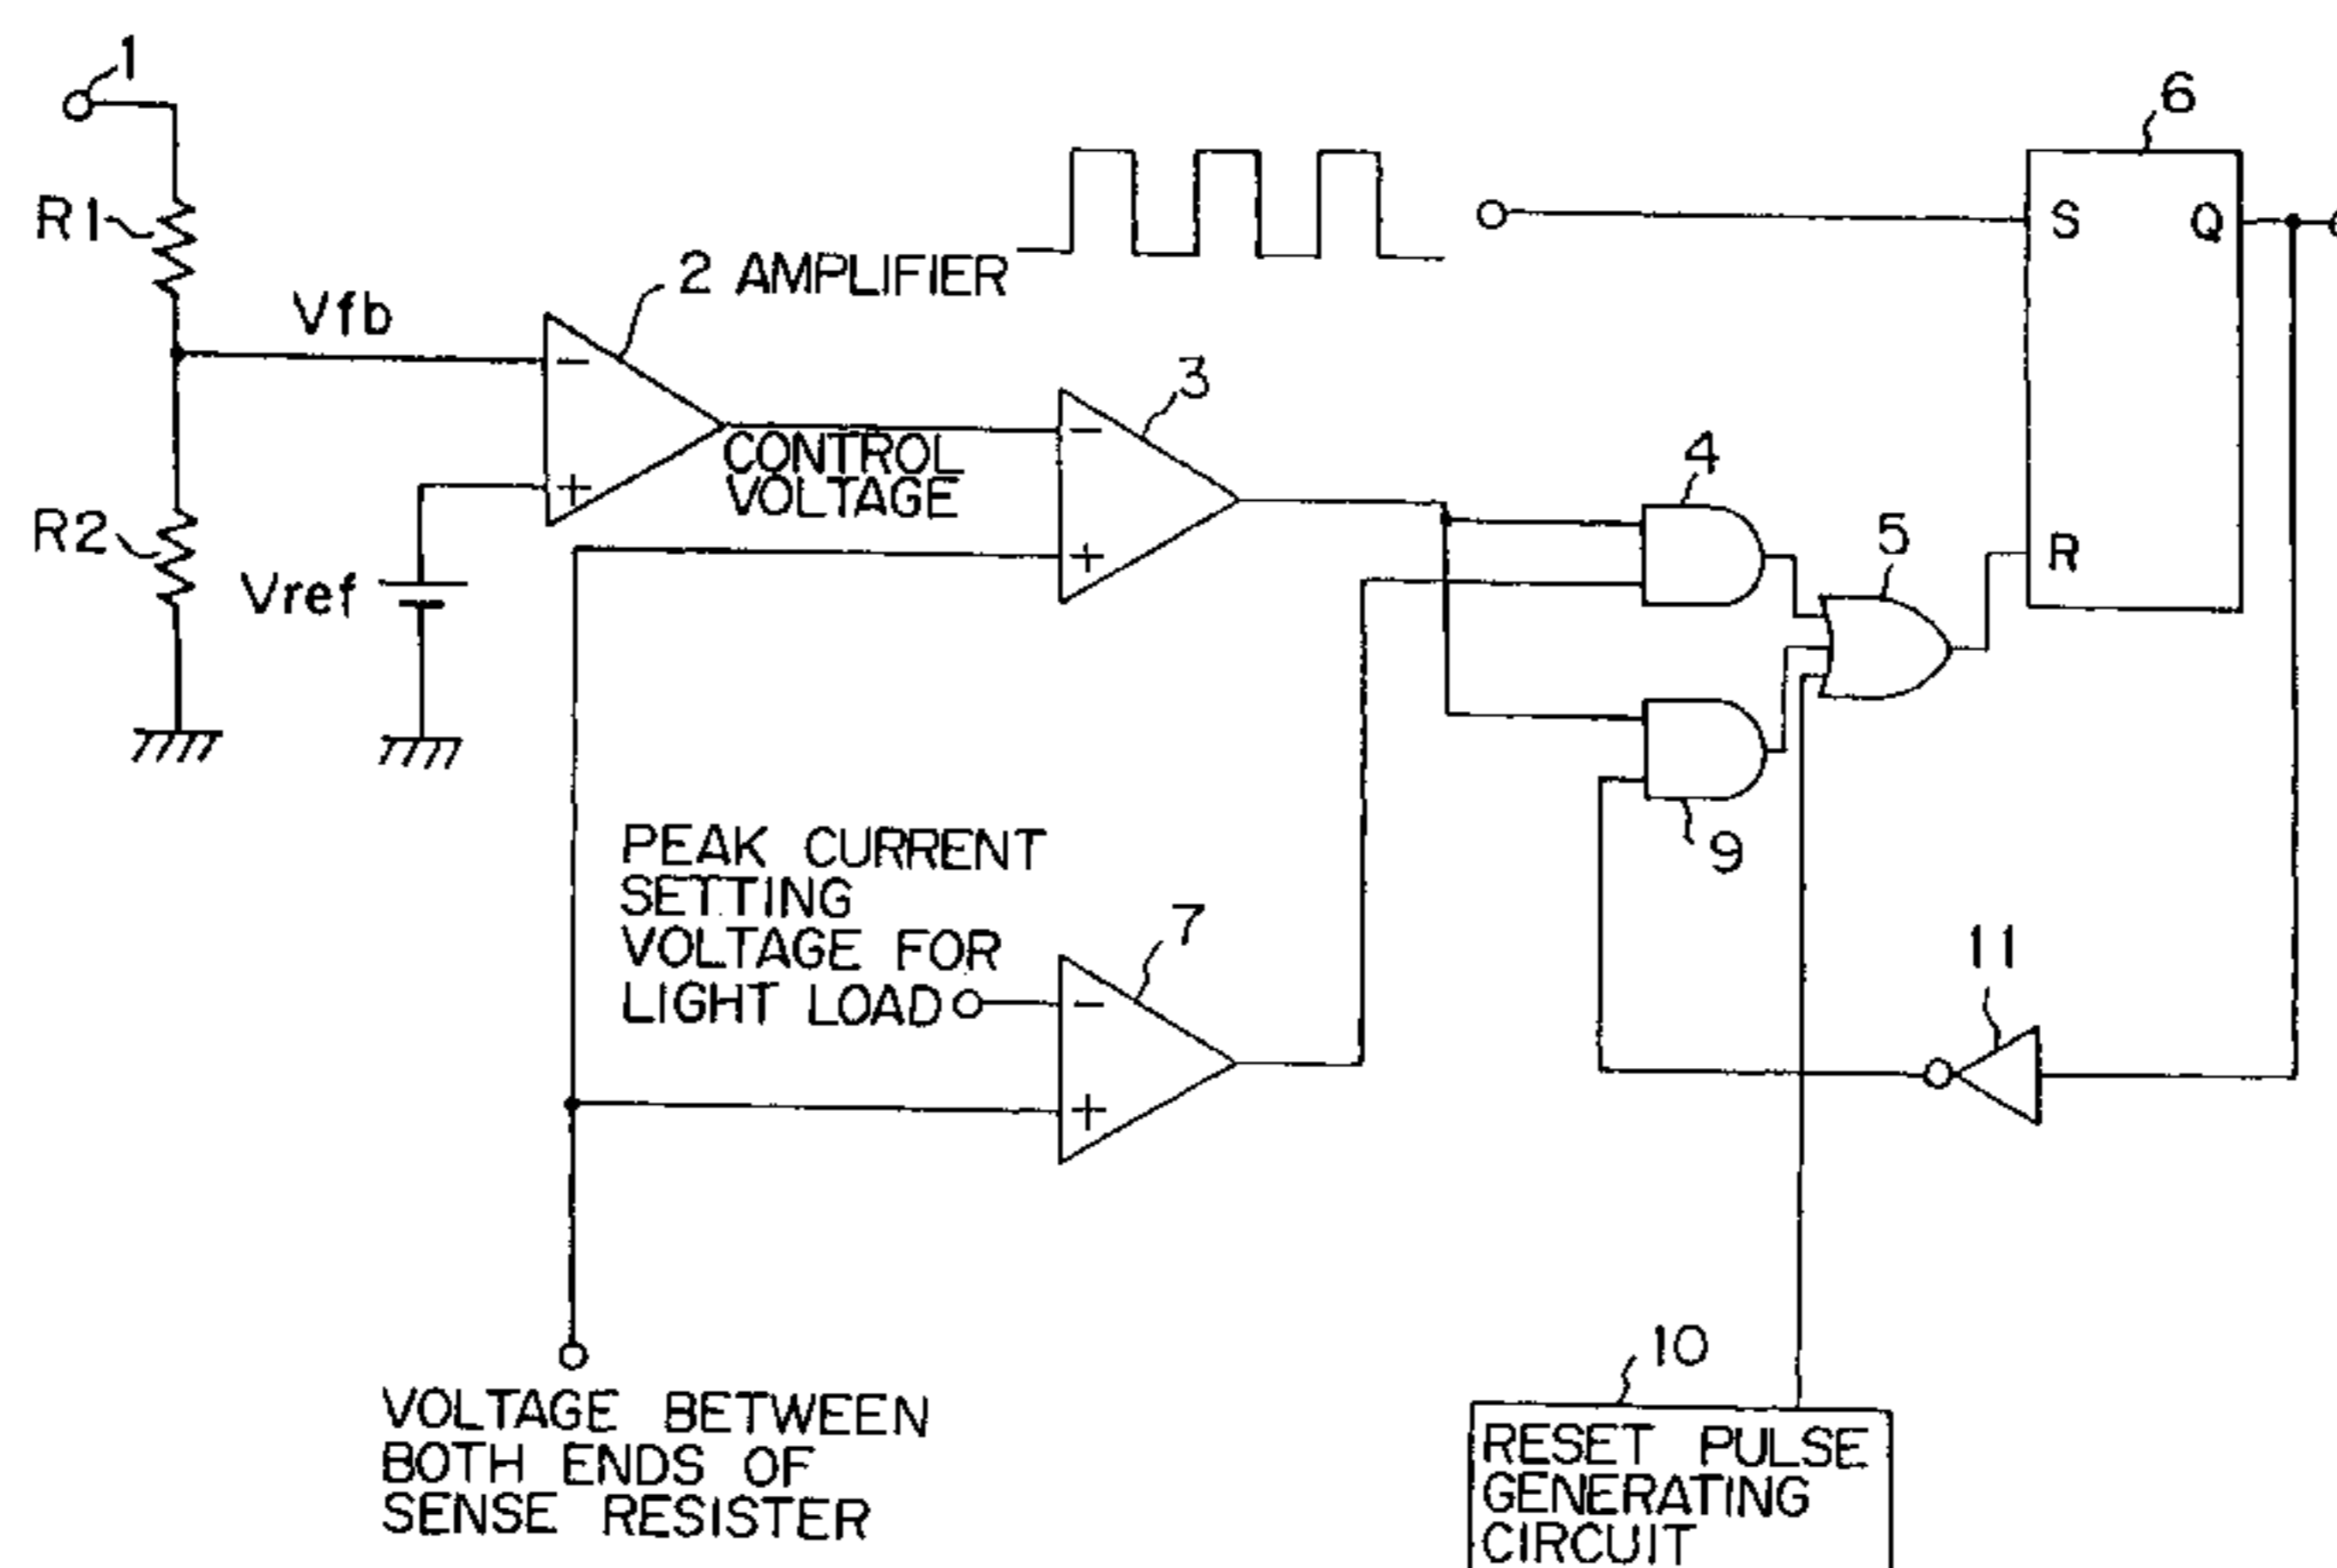 1
6
R1
S
Q
2 AMPLIFIER
Vfb
−
3
−
CONTROL
VOLTAGE
4
+
R2
5
R
Vref
+
PEAK CURRENT
SETTING
VOLTAGE FOR
LIGHT LOAD
9
7
11
−
+
10
VOLTAGE BETWEEN
BOTH ENDS OF
SENSE RESISTER
RESET PULSE
GENERATING
CIRCUIT